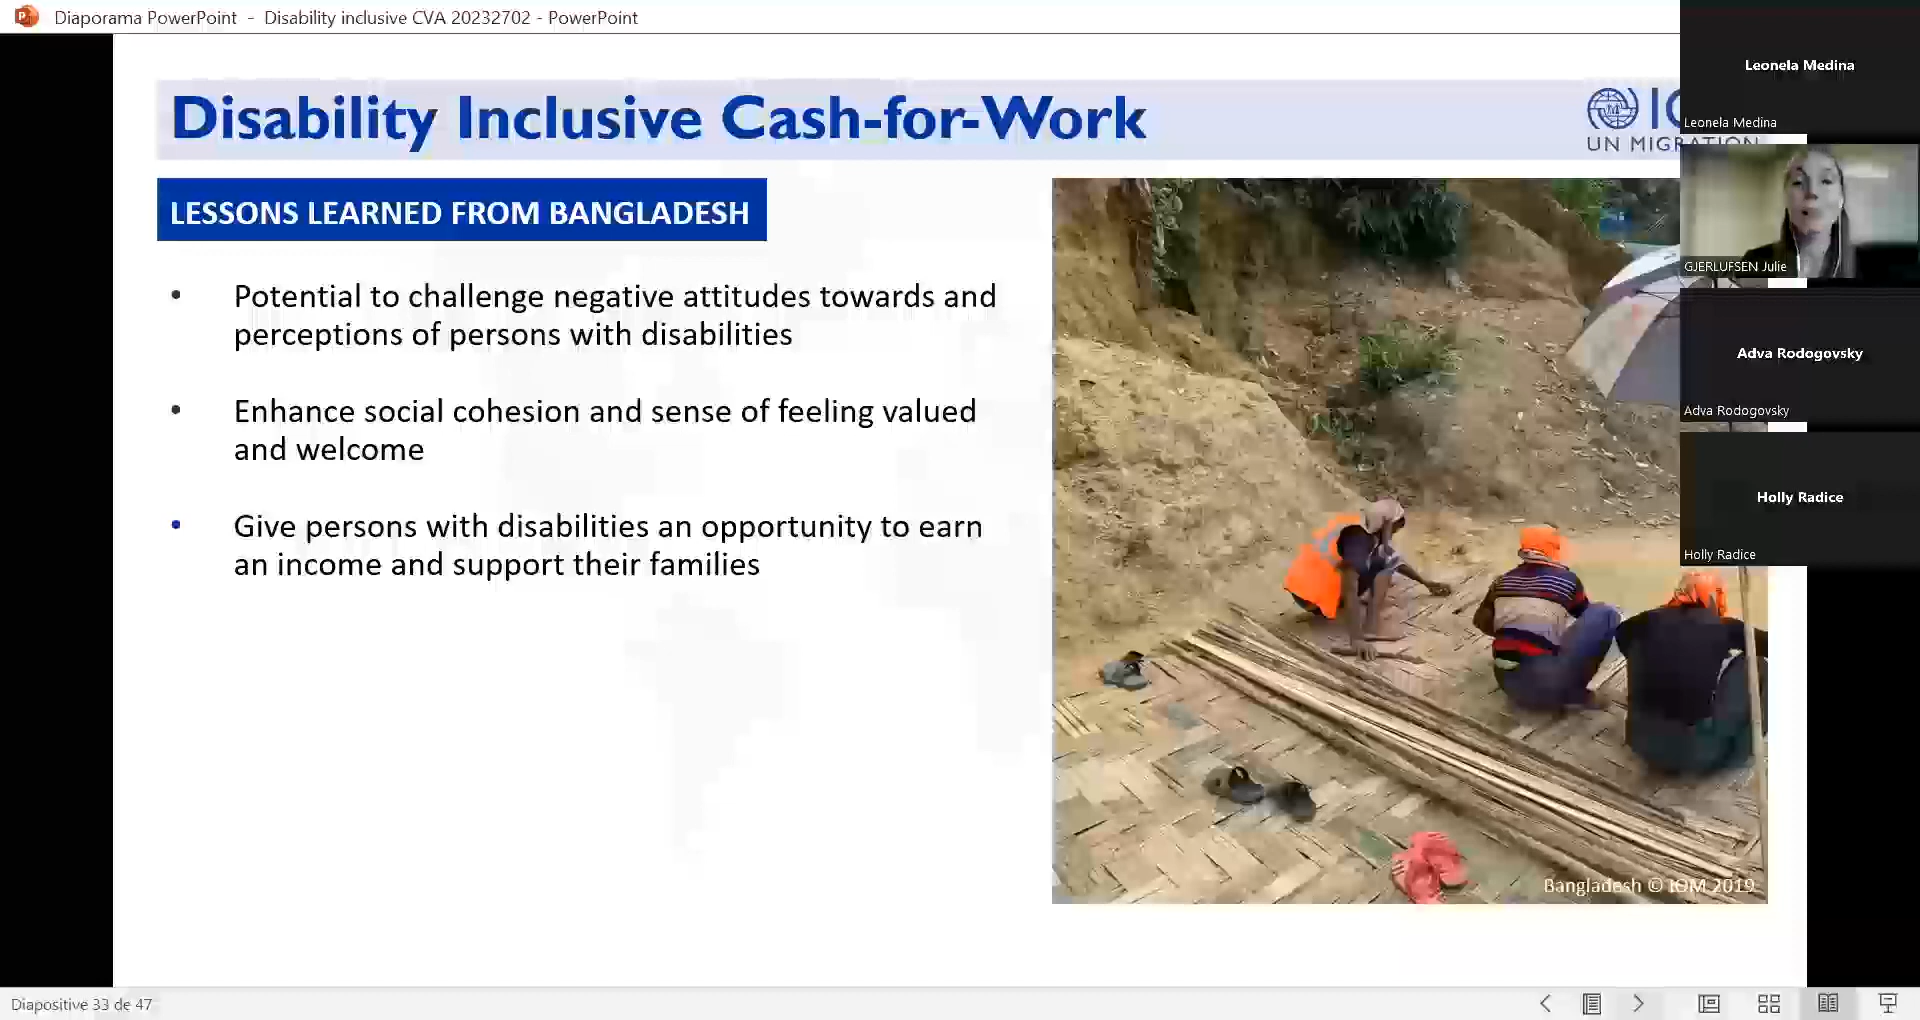 Diaporama PowerPoint - Disability inclusive CVA 20232702 - PowerPoint
Disability Inclusive Cash-for-Work
UN MIGRATION
LESSONS LEARNED FROM BANGLADESH
• Potential to challenge negative attitudes towards and
perceptions of persons with disabilities
• Enhance social cohesion and sense of feeling valued
and welcome
• Give persons with disabilities an opportunity to earn
an income and support their families
Bangladesh © IOM 2019
Leonela Medina
Leonela Medina
GJERLUFSEN Julie
Adva Rodogovsky
Adva Rodogovsky
Holly Radice
Holly Radice
Diapositive 33 de 47